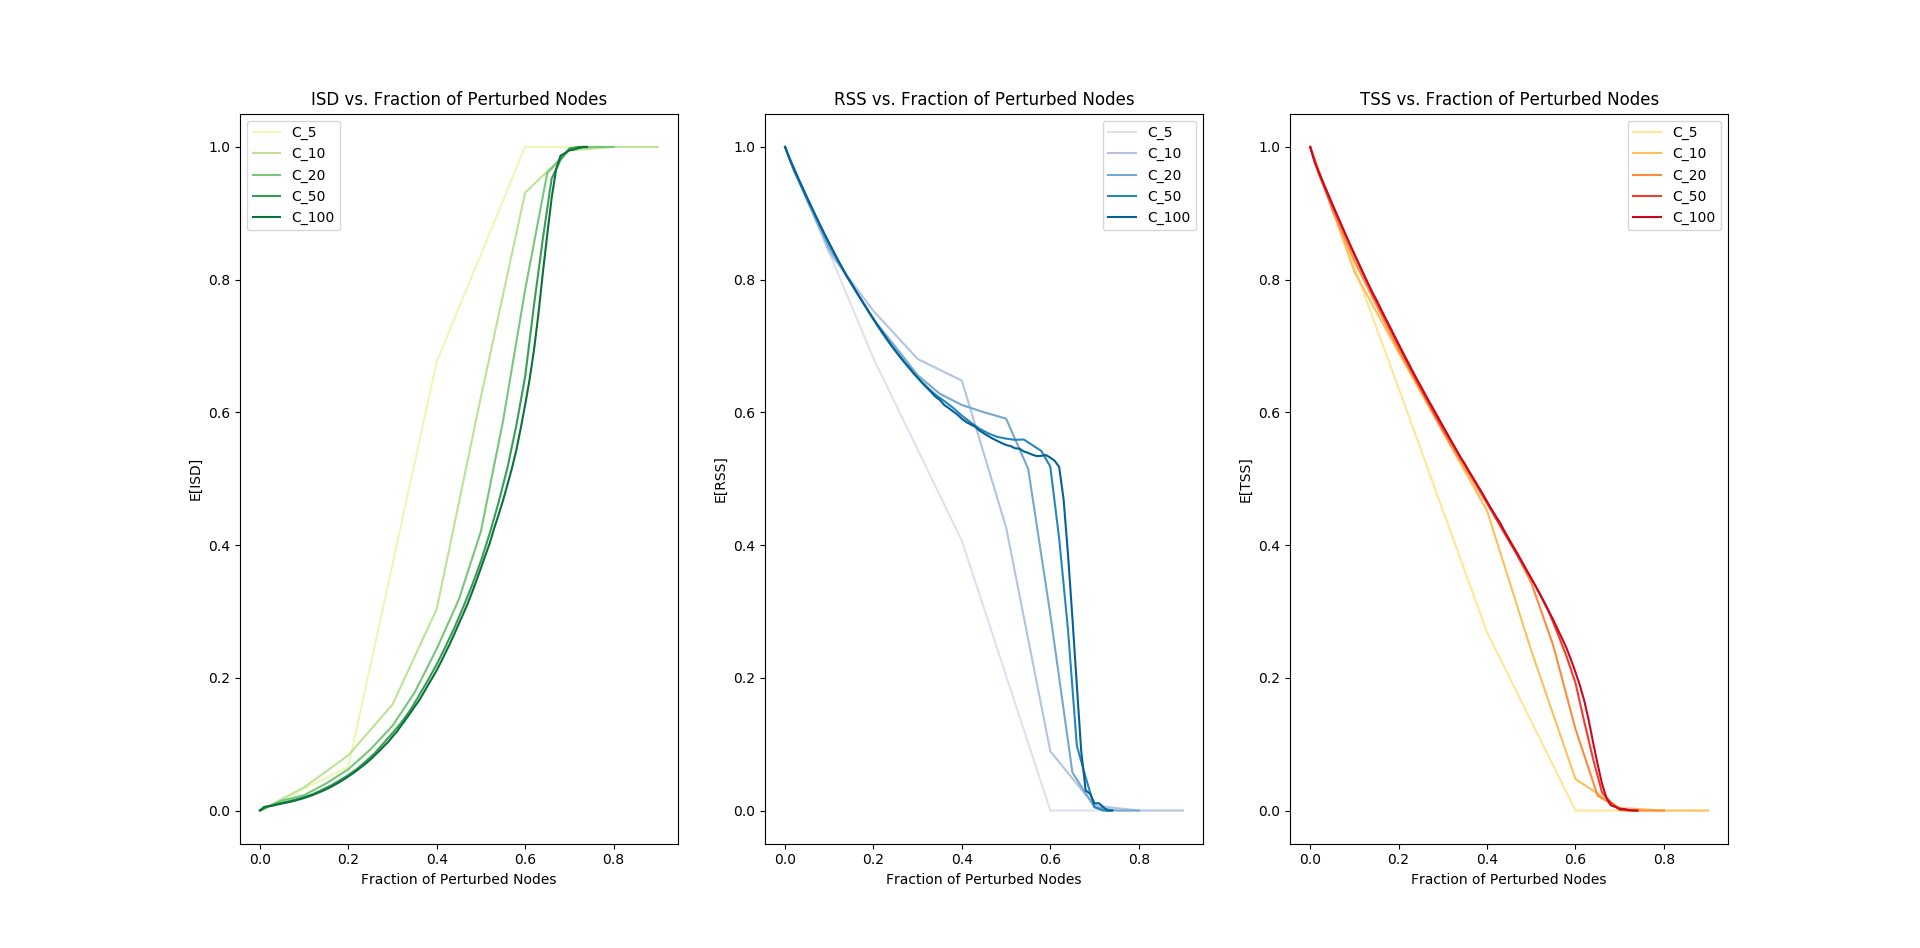 ISD vs. Fraction of Perturbed Nodes
C_5
C_10
C_20
C_50
C_100
1.0
0.8
0.6
0.4
0.2
0.0
E[ISD]
0.0 0.2 0.4 0.6 0.8
Fraction of Perturbed Nodes
RSS vs. Fraction of Perturbed Nodes
C_5
C_10
C_20
C_50
C_100
1.0
0.8
0.6
0.4
0.2
0.0
E[RSS]
0.0 0.2 0.4 0.6 0.8
Fraction of Perturbed Nodes
TSS vs. Fraction of Perturbed Nodes
C_5
C_10
C_20
C_50
C_100
1.0
0.8
0.6
0.4
0.2
0.0
E[TSS]
0.0 0.2 0.4 0.6 0.8
Fraction of Perturbed Nodes